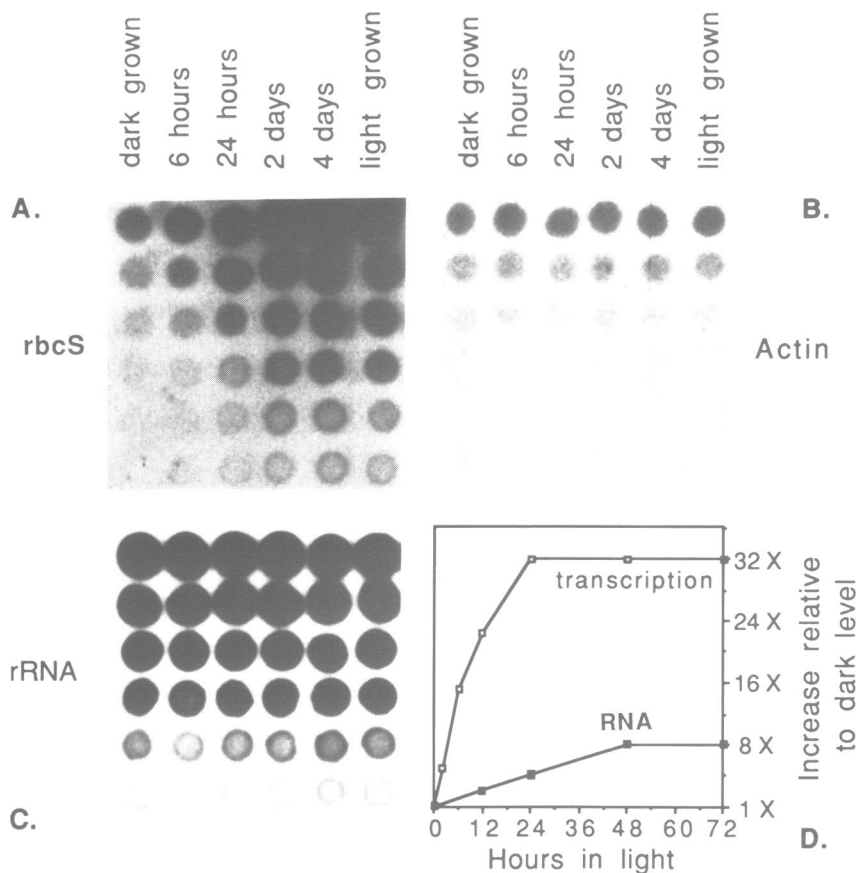 dark grown
6 hours
24 hours
2 days
4 days
light grown
dark grown
6 hours
24 hours
2 days
4 days
light grown
A.
B.
rbcS
Actin
rRNA
C.
32 X
24 X
16 X
8 X
1 X
transcription
RNA
Increase relative
to dark level
0 12 24 36 48 60 72
Hours in light
D.